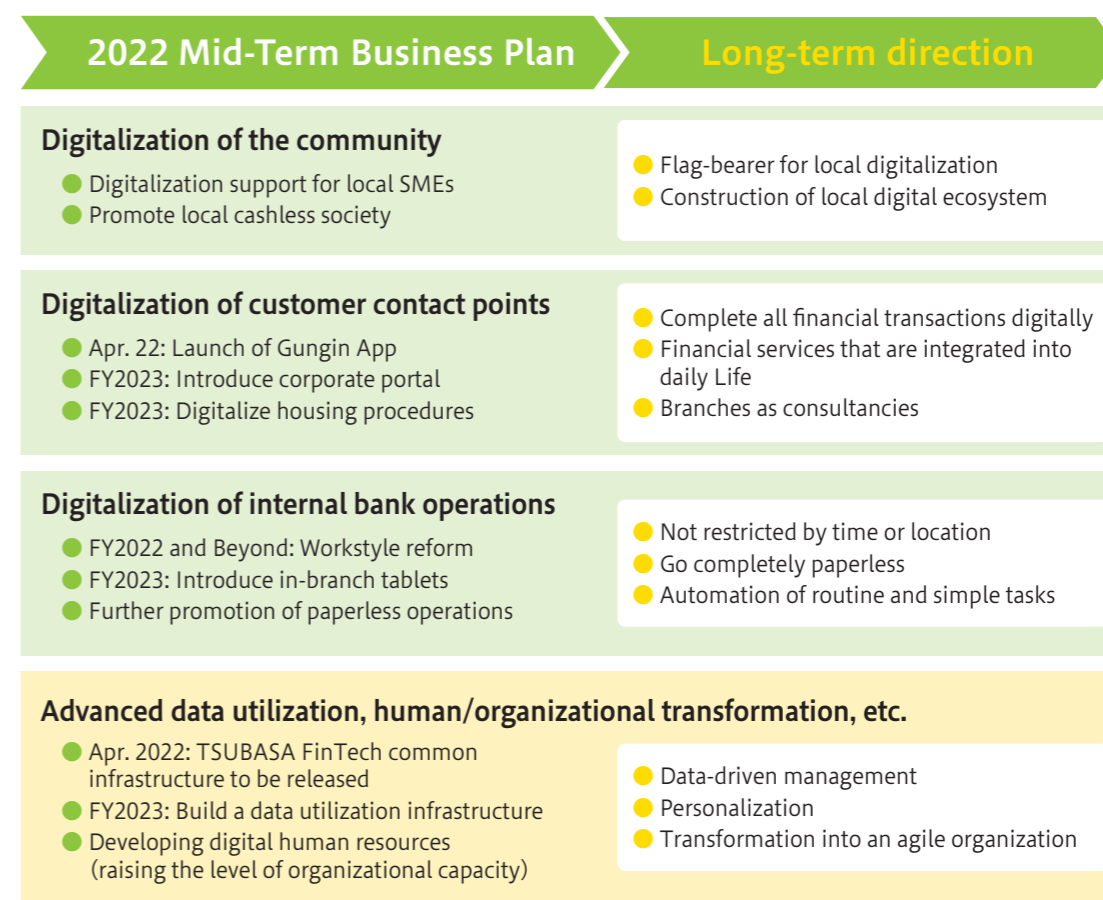 2022 Mid-Term Business Plan
Long-term direction
Digitalization of the community
Digitalization support for local SMEs
Promote local cashless society
Flag-bearer for local digitalization
Construction of local digital ecosystem
Digitalization of customer contact points
Apr. 22: Launch of Gungin App
FY2023: Introduce corporate portal
FY2023: Digitalize housing procedures
Complete all financial transactions digitally
Financial services that are integrated into
daily Life
Branches as consultancies
Digitalization of internal bank operations
FY2022 and Beyond: Workstyle reform
FY2023: Introduce in-branch tablets
Further promotion of paperless operations
Not restricted by time or location
Go completely paperless
Automation of routine and simple tasks
Advanced data utilization, human/organizational transformation, etc.
Apr. 2022: TSUBASA FinTech common
infrastructure to be released
FY2023: Build a data utilization infrastructure
Developing digital human resources
(raising the level of organizational capacity)
Data-driven management
Personalization
Transformation into an agile organization